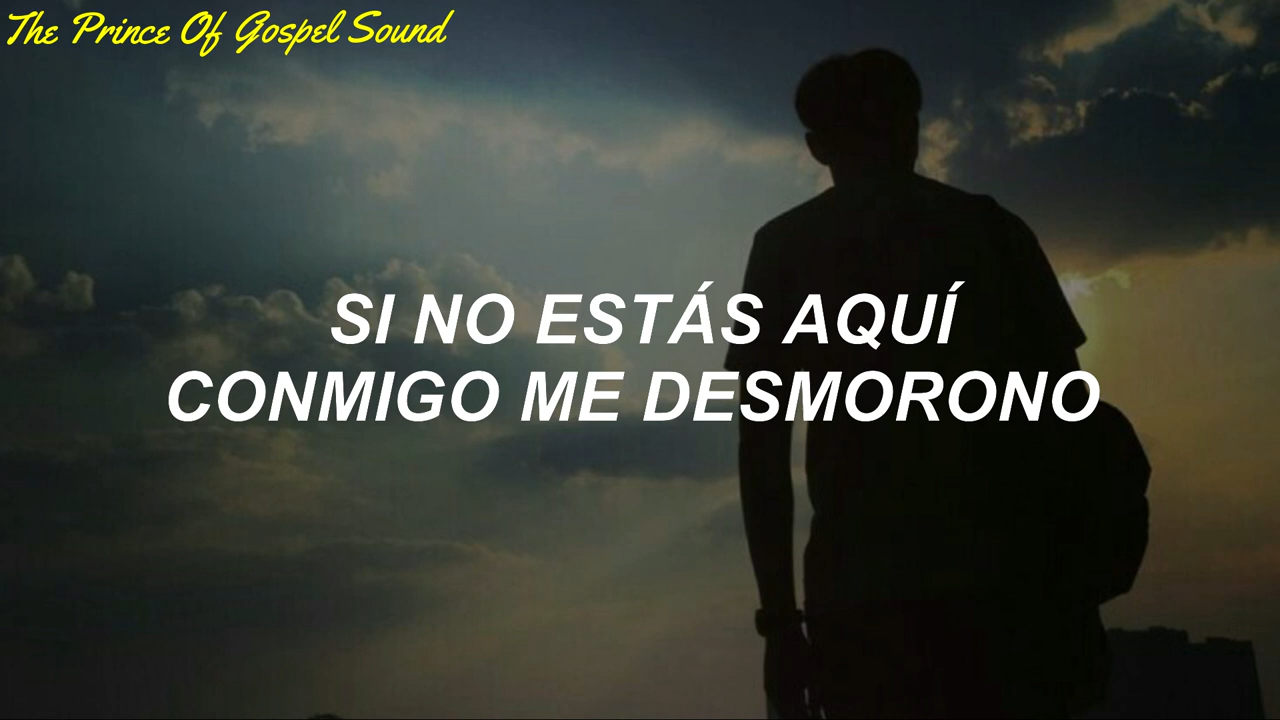 The Prince Of Gospel Sound
SI NO ESTÁS AQUÍ
CONMIGO ME DESMORONO